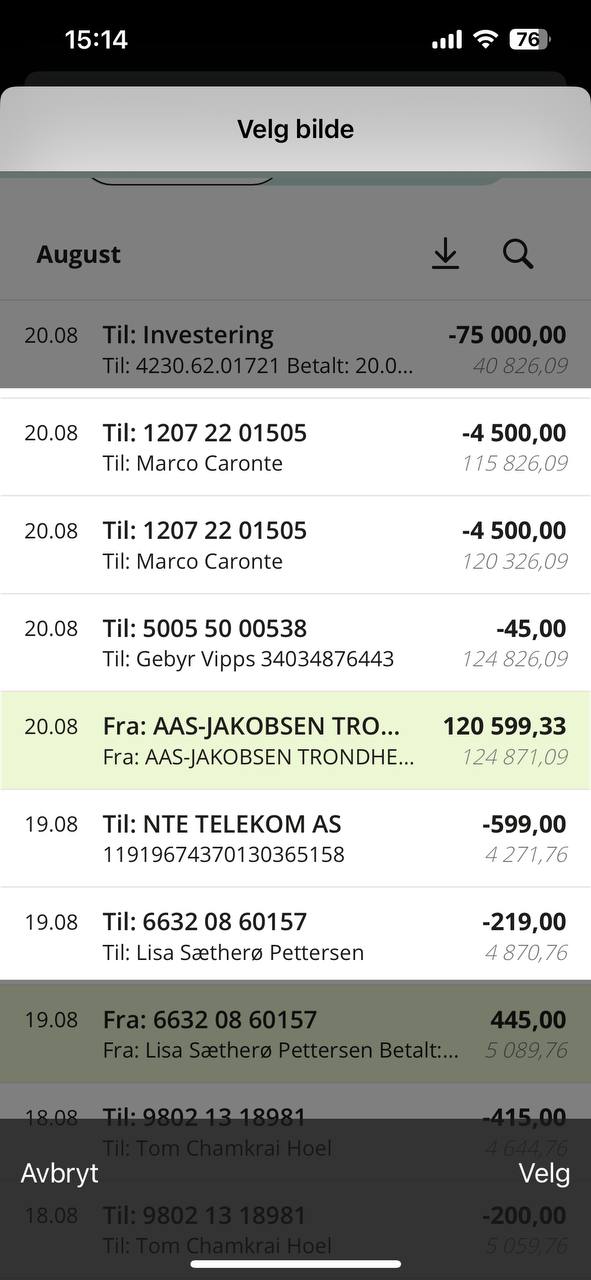 15:14
76
Velg bilde
August
20.08 Til: Investering -75 000,00
Til: 4230.62.01721 Betalt: 20.0... 40 826,09
20.08 Til: 1207 22 01505 -4 500,00
Til: Marco Caronte 115 826,09
20.08 Til: 1207 22 01505 -4 500,00
Til: Marco Caronte 120 326,09
20.08 Til: 5005 50 00538 -45,00
Til: Gebyr Vipps 34034876443 124 826,09
20.08 Fra: AAS-JAKOBSEN TRO... 120 599,33
Fra: AAS-JAKOBSEN TRONDHE... 124 871,09
19.08 Til: NTE TELEKOM AS -599,00
11919674370130365158 4 271,76
19.08 Til: 6632 08 60157 -219,00
Til: Lisa Sætherø Pettersen 4 870,76
19.08 Fra: 6632 08 60157 445,00
Fra: Lisa Sætherø Pettersen Betalt:... 5 089,76
18.08 Til: 9802 13 18981 -415,00
Til: Tom Chamkrai Hoel 4 644,76
Avbryt Velg
18.08 Til: 9802 13 18981 -200,00
Til: Tom Chamkrai Hoel 5 059,76